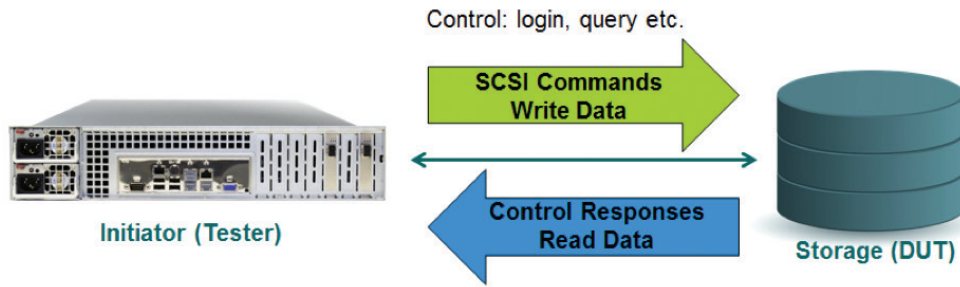 Control: login, query etc.
SCSI Commands
Write Data
Control Responses
Read Data
Initiator (Tester)
Storage (DUT)